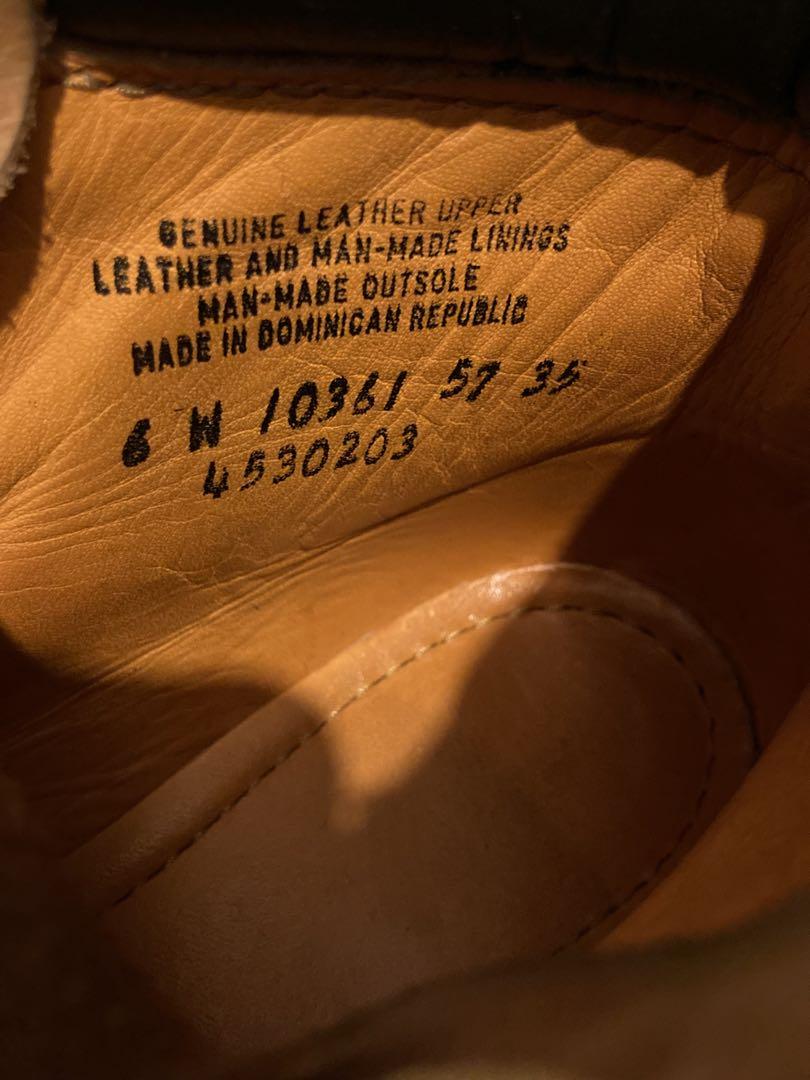 GENUINE LEATHER UPPER
LEATHER AND MAN-MADE LININGS
MAN-MADE OUTSOLE
MADE IN DOMINICAN REPUBLIC
6 W 10361 57 35
4530203